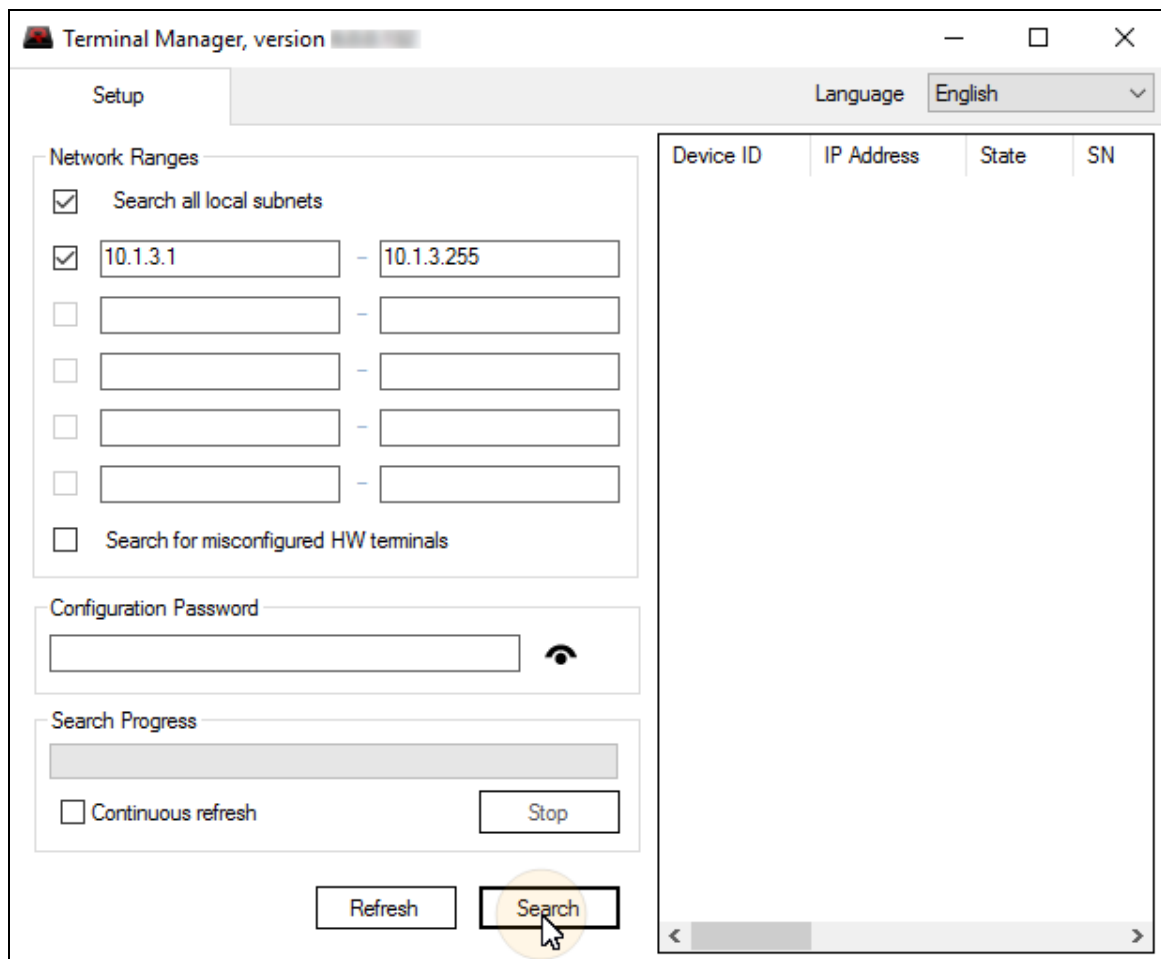 Terminal Manager, version
Setup
Language English
Network Ranges
Search all local subnets
10.1.3.1 - 10.1.3.255
-
-
-
-
Search for misconfigured HW terminals
Configuration Password
Search Progress
Continuous refresh Stop
Refresh Search
Device ID IP Address State SN